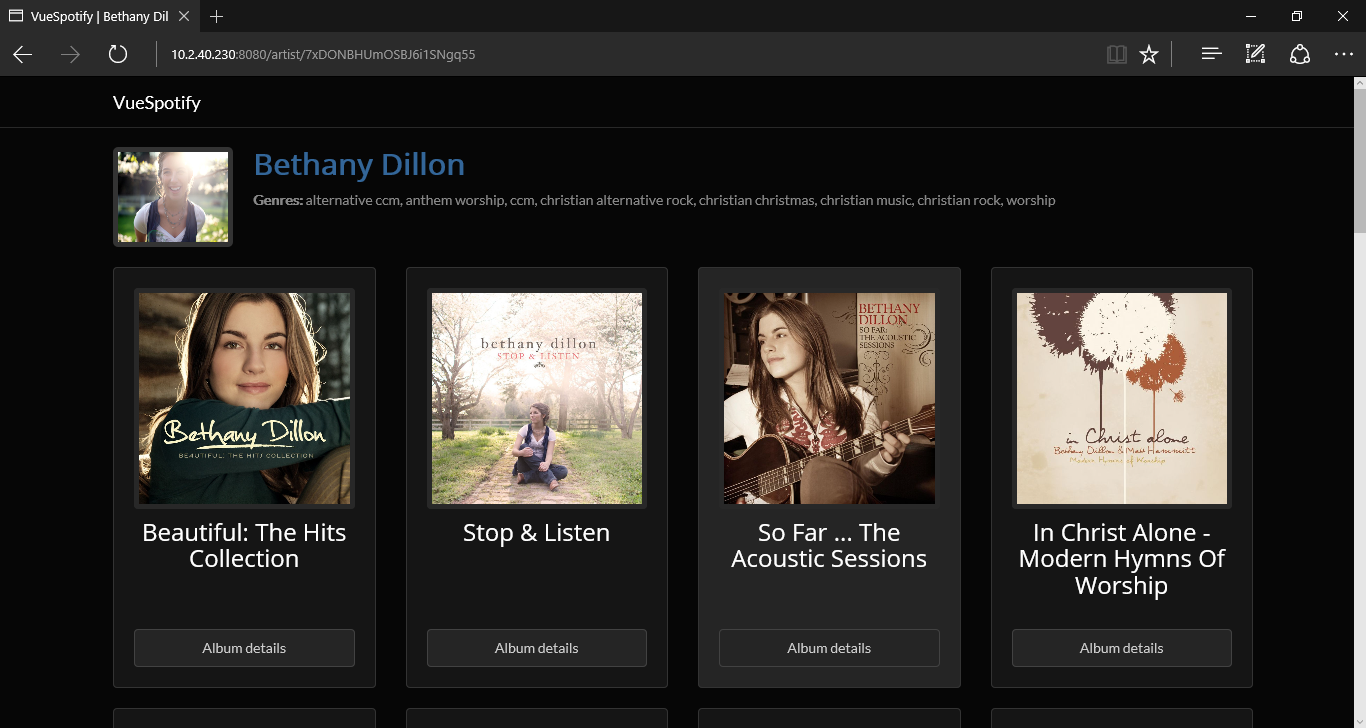 VueSpotify | Bethany Dil
10.2.40.230:8080/artist/7xDONBHUmOSBJ6i1SNgq55
VueSpotify
Bethany Dillon
Genres: alternative ccm, anthem worship, ccm, christian alternative rock, christian christmas, christian music, christian rock, worship
Bethany Dillon
BEAUTIFUL: THE HITS COLLECTION
Beautiful: The Hits
Collection
Album details
bethany dillon
STOP & LISTEN
Stop & Listen
Album details
BETHANY
DILLON
SO FAR:
THE ACOUSTIC
SESSIONS
So Far ... The
Acoustic Sessions
Album details
in Christ alone
Bethany Dillon & Matt Hammitt
Modern Hymns of Worship
In Christ Alone -
Modern Hymns Of
Worship
Album details